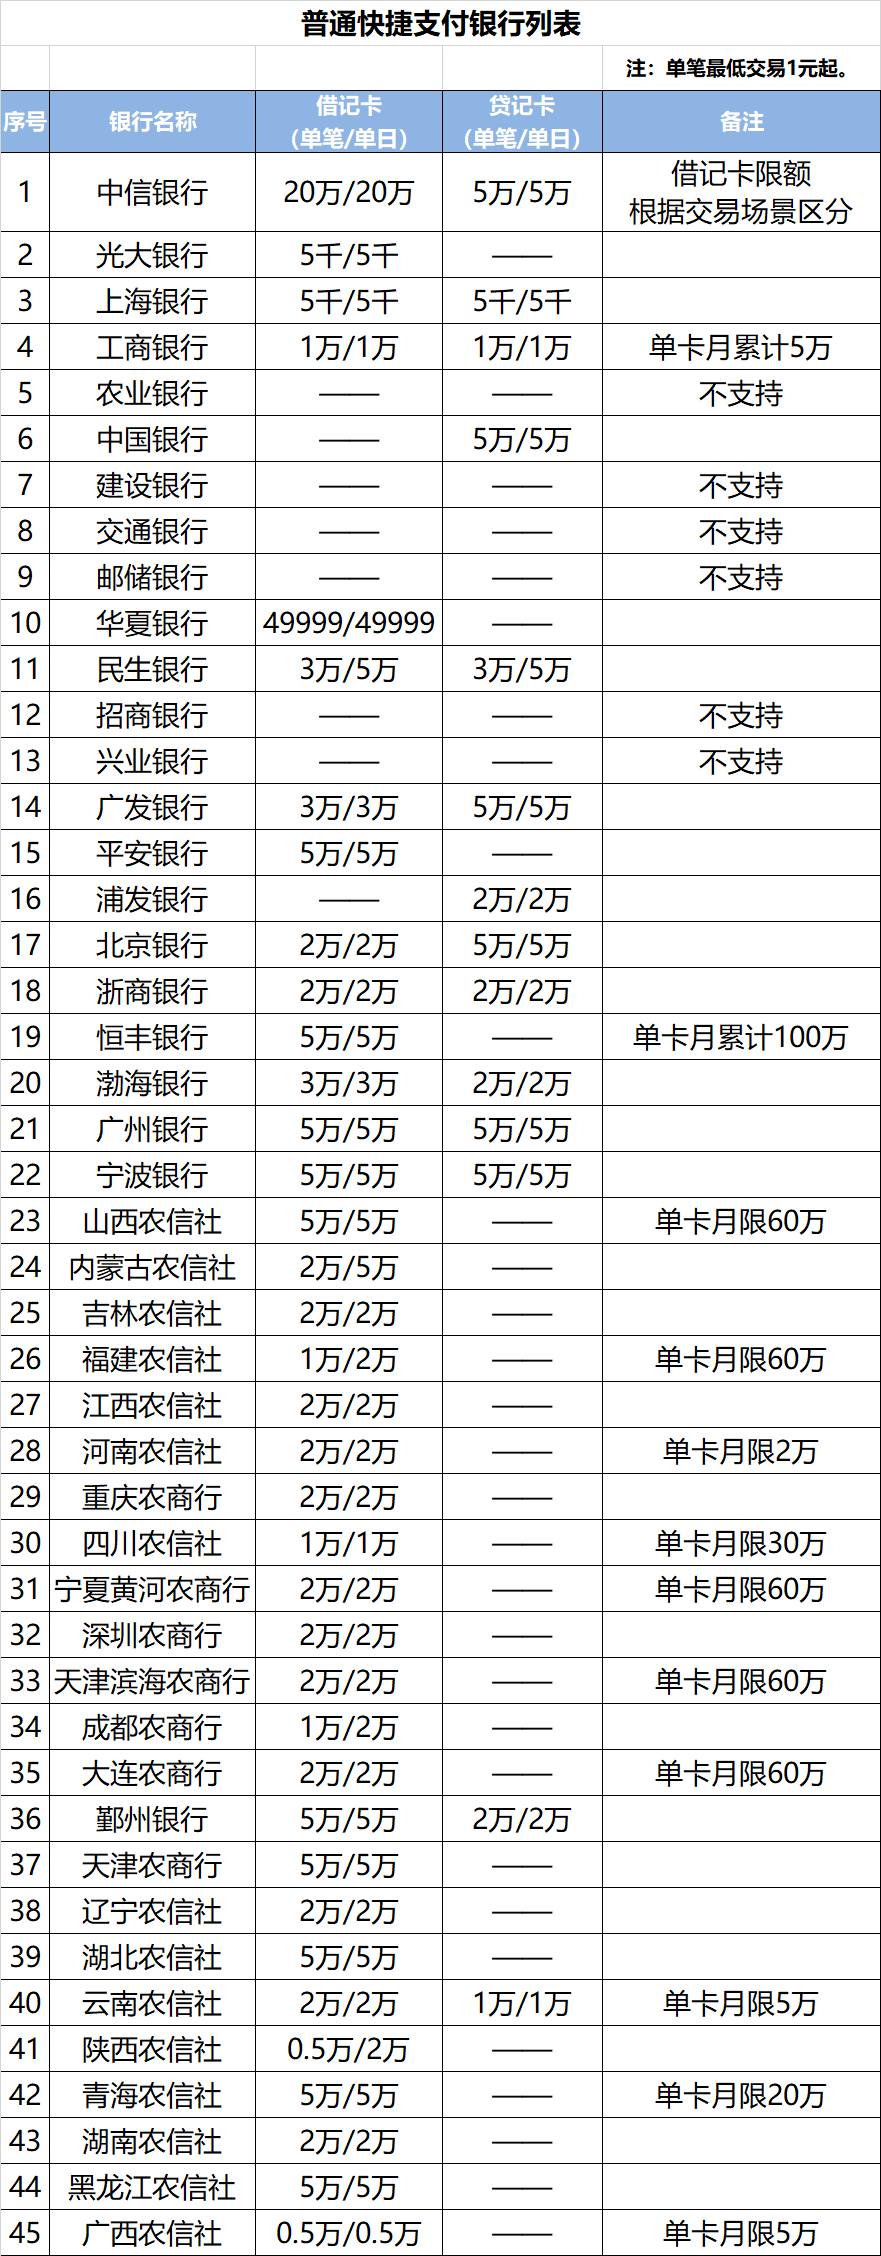 普通快捷支付银行列表
注：单笔最低交易1元起。
序号 银行名称 借记卡（单笔/单日） 贷记卡（单笔/单日） 备注
1 中信银行 20万/20万 5万/5万 借记卡限额根据交易场景区分
2 光大银行 5千/5千 ——
3 上海银行 5千/5千 5千/5千
4 工商银行 1万/1万 1万/1万 单卡月累计5万
5 农业银行 —— —— 不支持
6 中国银行 —— 5万/5万
7 建设银行 —— —— 不支持
8 交通银行 —— —— 不支持
9 邮储银行 —— —— 不支持
10 华夏银行 49999/49999 ——
11 民生银行 3万/5万 3万/5万
12 招商银行 —— —— 不支持
13 兴业银行 —— —— 不支持
14 广发银行 3万/3万 5万/5万
15 平安银行 5万/5万 ——
16 浦发银行 —— 2万/2万
17 北京银行 2万/2万 5万/5万
18 浙商银行 2万/2万 2万/2万
19 恒丰银行 5万/5万 —— 单卡月累计100万
20 渤海银行 3万/3万 2万/2万
21 广州银行 5万/5万 5万/5万
22 宁波银行 5万/5万 5万/5万
23 山西农信社 5万/5万 —— 单卡月限60万
24 内蒙古农信社 2万/5万 ——
25 吉林农信社 2万/2万 ——
26 福建农信社 1万/2万 —— 单卡月限60万
27 江西农信社 2万/2万 ——
28 河南农信社 2万/2万 —— 单卡月限2万
29 重庆农商行 2万/2万 ——
30 四川农信社 1万/1万 —— 单卡月限30万
31 宁夏黄河农商行 2万/2万 —— 单卡月限60万
32 深圳农商行 2万/2万 ——
33 天津滨海农商行 2万/2万 —— 单卡月限60万
34 成都农商行 1万/2万 ——
35 大连农商行 2万/2万 —— 单卡月限60万
36 鄞州银行 5万/5万 2万/2万
37 天津农商行 5万/5万 ——
38 辽宁农信社 2万/2万 ——
39 湖北农信社 5万/5万 ——
40 云南农信社 2万/2万 1万/1万 单卡月限5万
41 陕西农信社 0.5万/2万 ——
42 青海农信社 5万/5万 —— 单卡月限20万
43 湖南农信社 2万/2万 ——
44 黑龙江农信社 5万/5万 ——
45 广西农信社 0.5万/0.5万 —— 单卡月限5万